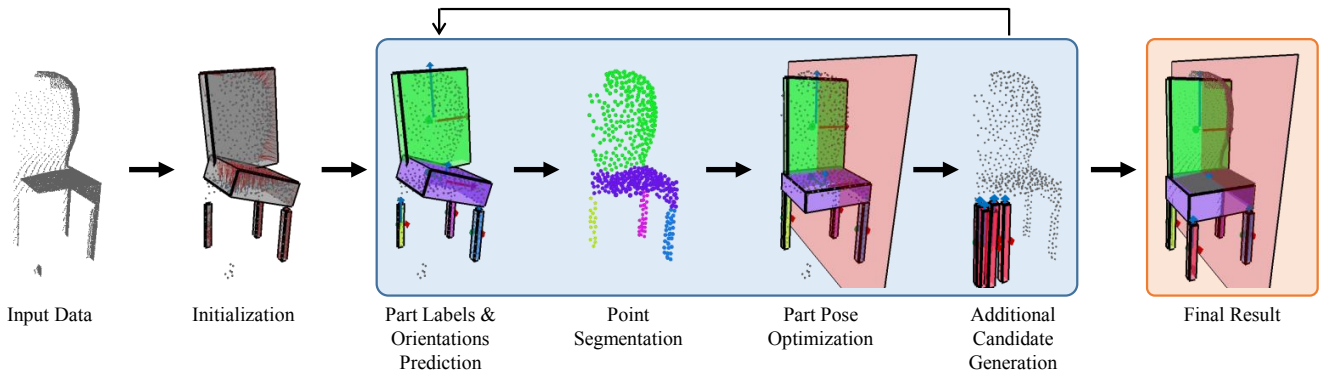 Input Data
Initialization
Part Labels &
Orientations
Prediction
Point
Segmentation
Part Pose
Optimization
Additional
Candidate
Generation
Final Result